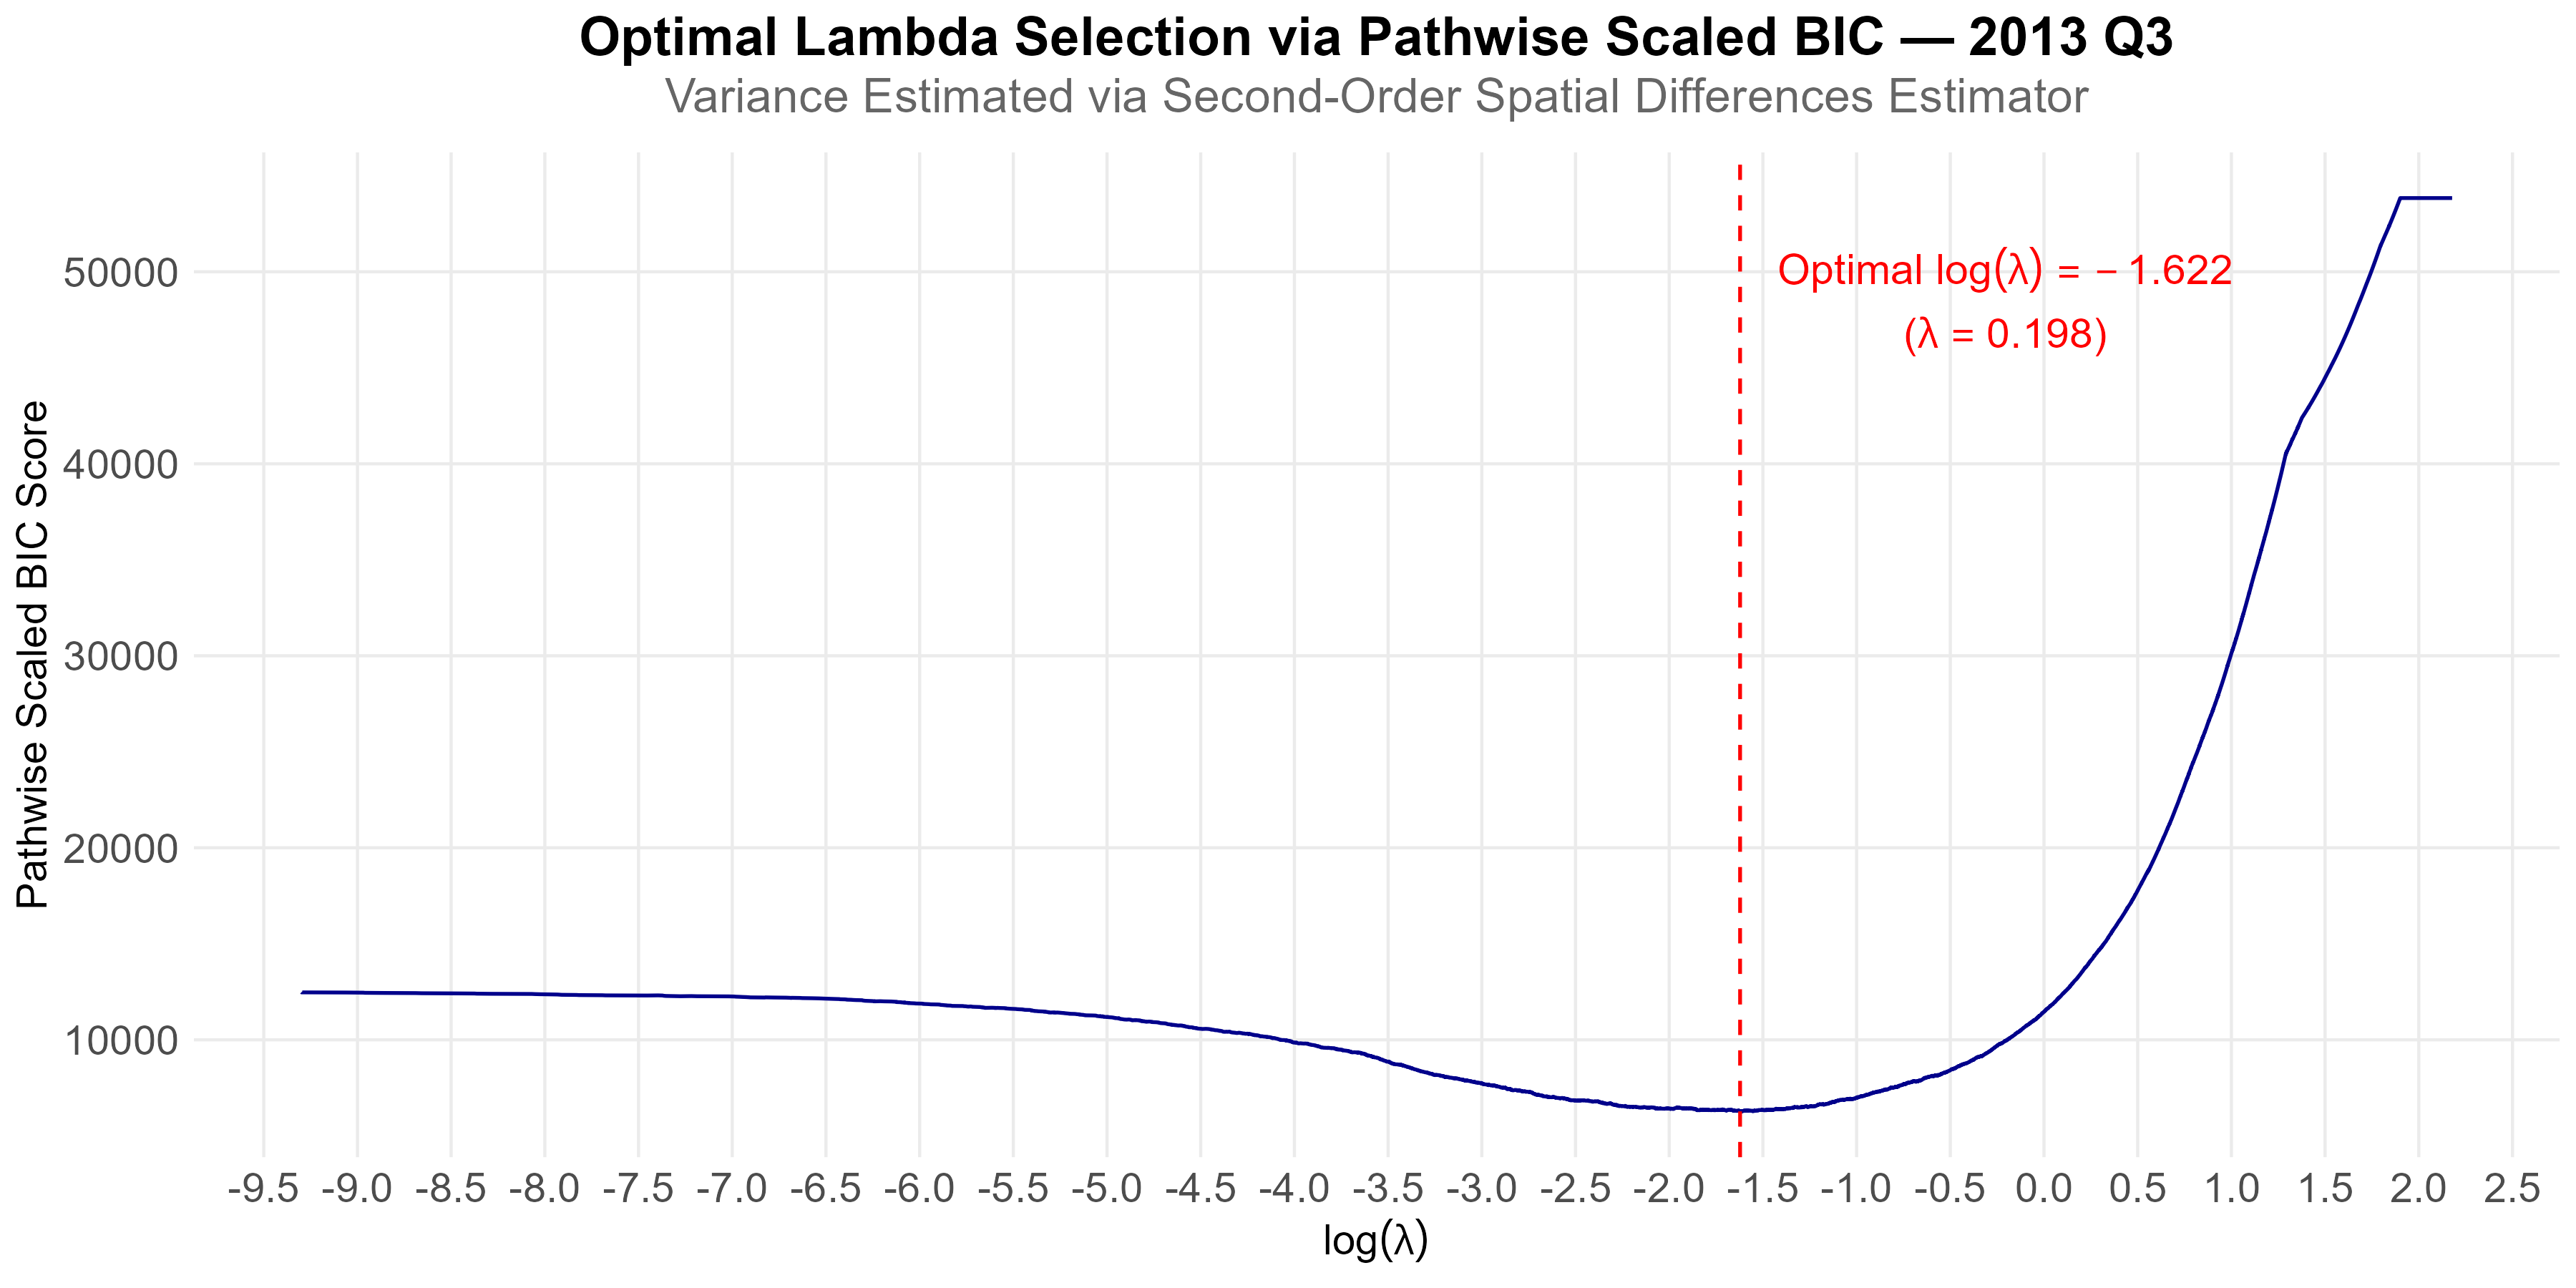 Optimal Lambda Selection via Pathwise Scaled BIC — 2013 Q3
Variance Estimated via Second-Order Spatial Differences Estimator
Pathwise Scaled BIC Score
50000
40000
30000
20000
10000
Optimal log(λ) = − 1.622
(λ = 0.198)
-9.5 -9.0 -8.5 -8.0 -7.5 -7.0 -6.5 -6.0 -5.5 -5.0 -4.5 -4.0 -3.5 -3.0 -2.5 -2.0 -1.5 -1.0 -0.5 0.0 0.5 1.0 1.5 2.0 2.5
log(λ)